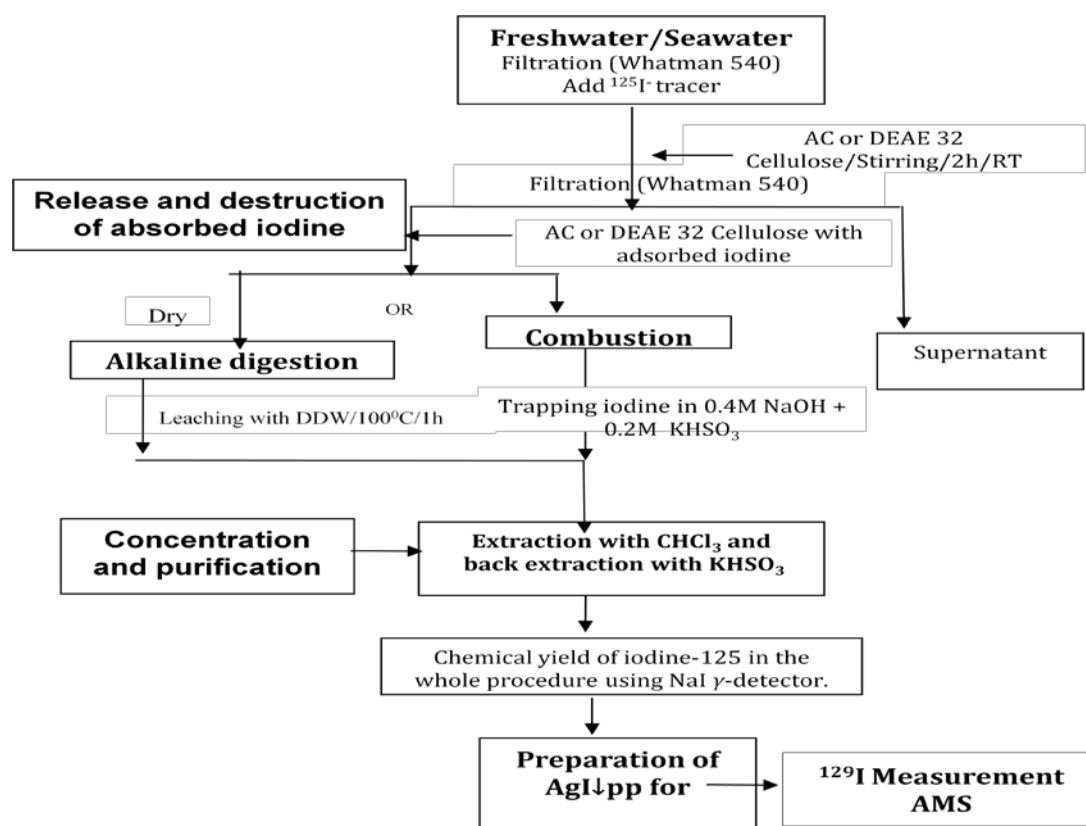 Freshwater/Seawater
Filtration (Whatman 540)
Add ¹²⁵I⁻ tracer
AC or DEAE 32
Cellulose/Stirring/2h/RT
Filtration (Whatman 540)
Release and destruction
of absorbed iodine
AC or DEAE 32 Cellulose with
adsorbed iodine
Dry
OR
Combustion
Supernatant
Alkaline digestion
Leaching with DDW/100⁰C/1h
Trapping iodine in 0.4M NaOH +
0.2M KHSO₃
Concentration
and purification
Extraction with CHCl₃ and
back extraction with KHSO₃
Chemical yield of iodine-125 in the
whole procedure using NaI γ-detector.
Preparation of
AgI↓pp for
¹²⁹I Measurement
AMS